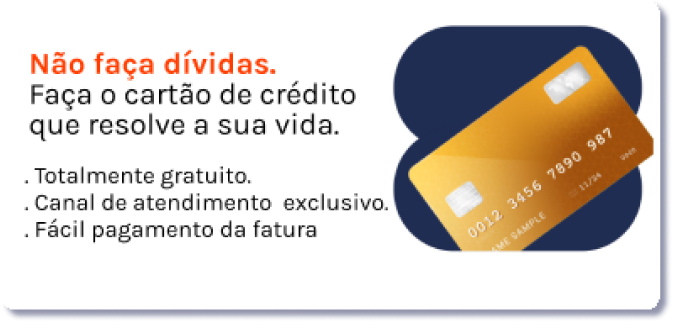 Não faça dívidas.
Faça o cartão de crédito
que resolve a sua vida.
. Totalmente gratuito.
. Canal de atendimento exclusivo.
. Fácil pagamento da fatura
0012 3456 7890 987
11/24
AME SAMPLE